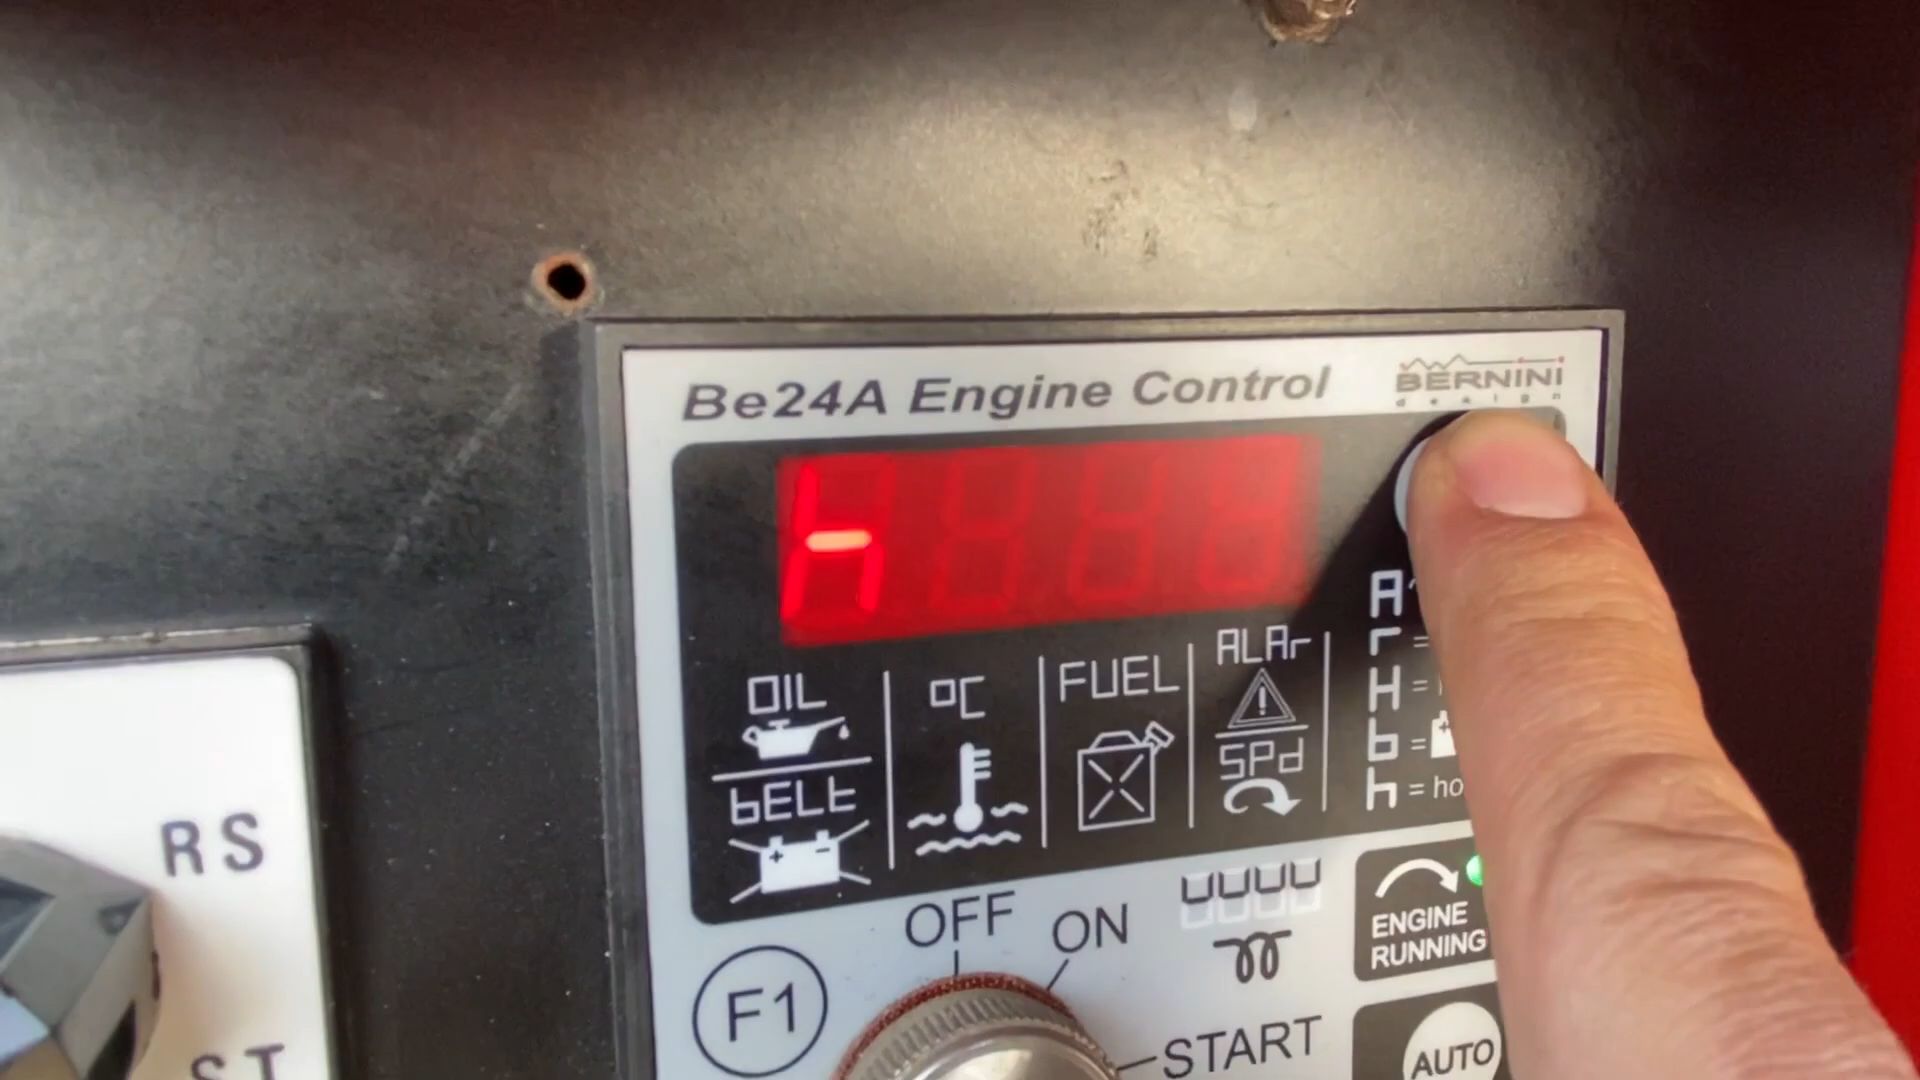 Be24A Engine Control
BERNINI
design
h
OIL
bELt
°C
FUEL
ALAr
SPd
A
r =
H =
b =
h = ho
RS
ST
F1
OFF
ON
START
ENGINE
RUNNING
AUTO